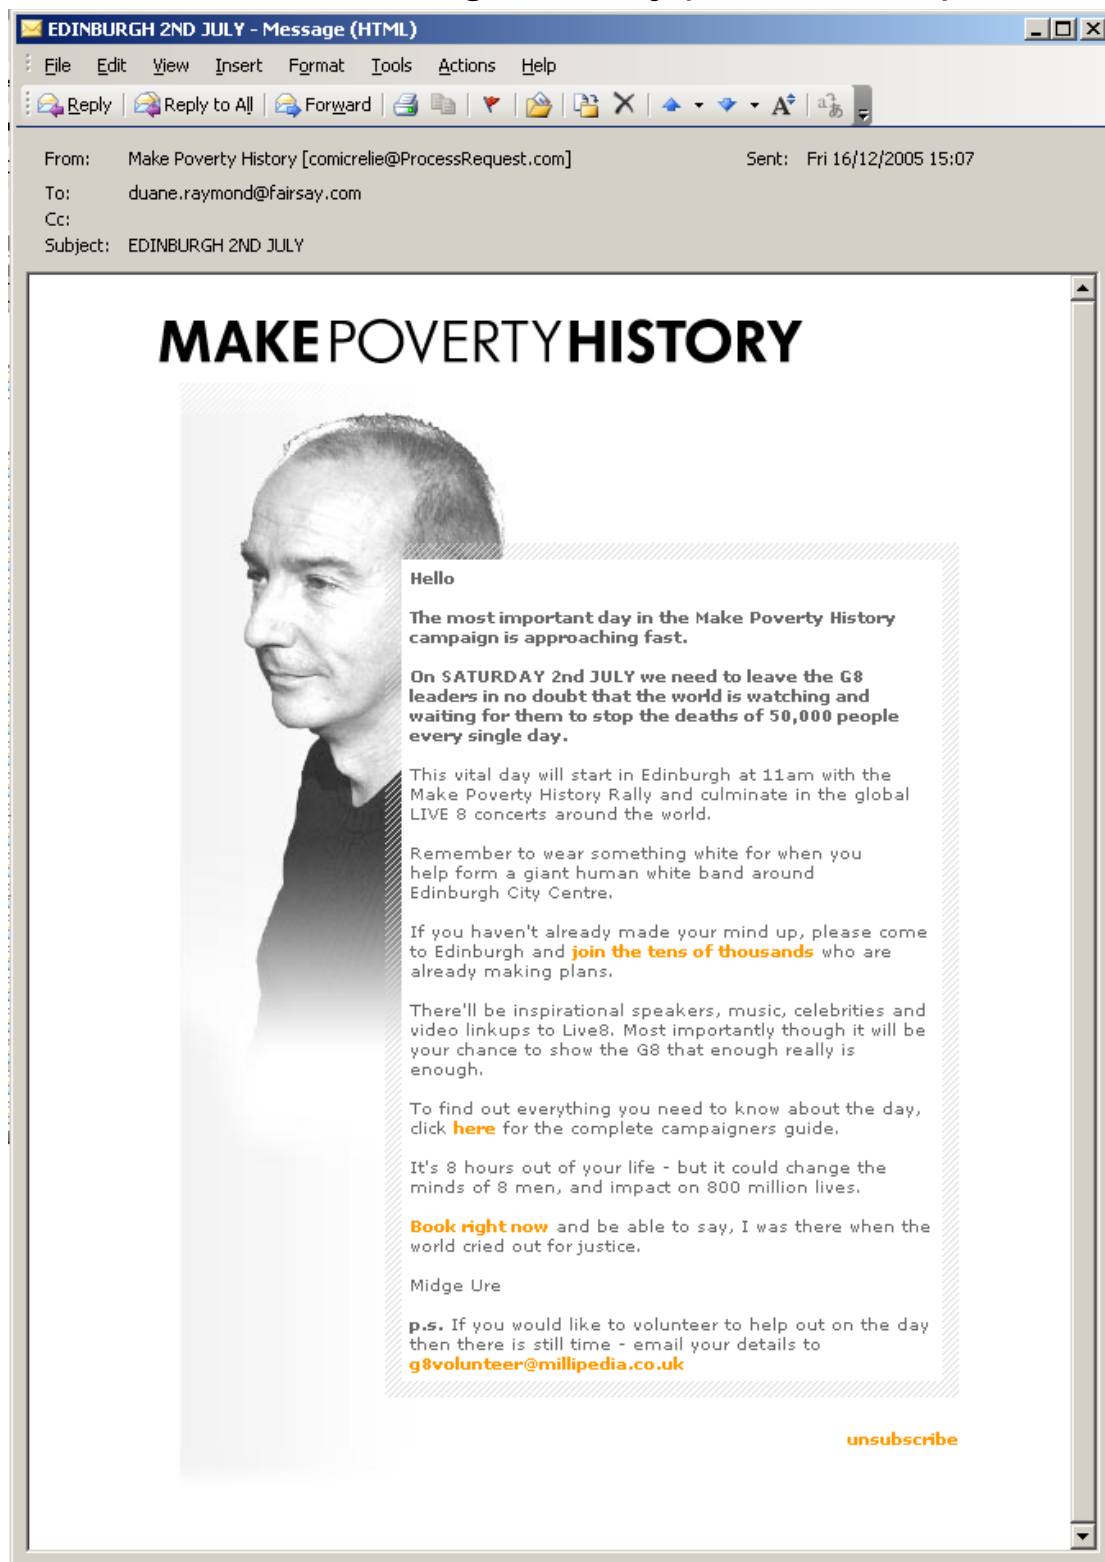 EDINBURGH 2ND JULY - Message (HTML)
File Edit View Insert Format Tools Actions Help
Reply Reply to All Forward
From: Make Poverty History [comicrelie@ProcessRequest.com] Sent: Fri 16/12/2005 15:07
To: duane.raymond@fairsay.com
Cc:
Subject: EDINBURGH 2ND JULY
MAKEPOVERTYHISTORY
Hello
The most important day in the Make Poverty History
campaign is approaching fast.
On SATURDAY 2nd JULY we need to leave the G8
leaders in no doubt that the world is watching and
waiting for them to stop the deaths of 50,000 people
every single day.
This vital day will start in Edinburgh at 11am with the
Make Poverty History Rally and culminate in the global
LIVE 8 concerts around the world.
Remember to wear something white for when you
help form a giant human white band around
Edinburgh City Centre.
If you haven't already made your mind up, please come
to Edinburgh and join the tens of thousands who are
already making plans.
There'll be inspirational speakers, music, celebrities and
video linkups to Live8. Most importantly though it will be
your chance to show the G8 that enough really is
enough.
To find out everything you need to know about the day,
click here for the complete campaigners guide.
It's 8 hours out of your life - but it could change the
minds of 8 men, and impact on 800 million lives.
Book right now and be able to say, I was there when the
world cried out for justice.
Midge Ure
p.s. If you would like to volunteer to help out on the day
then there is still time - email your details to
g8volunteer@millipedia.co.uk
unsubscribe